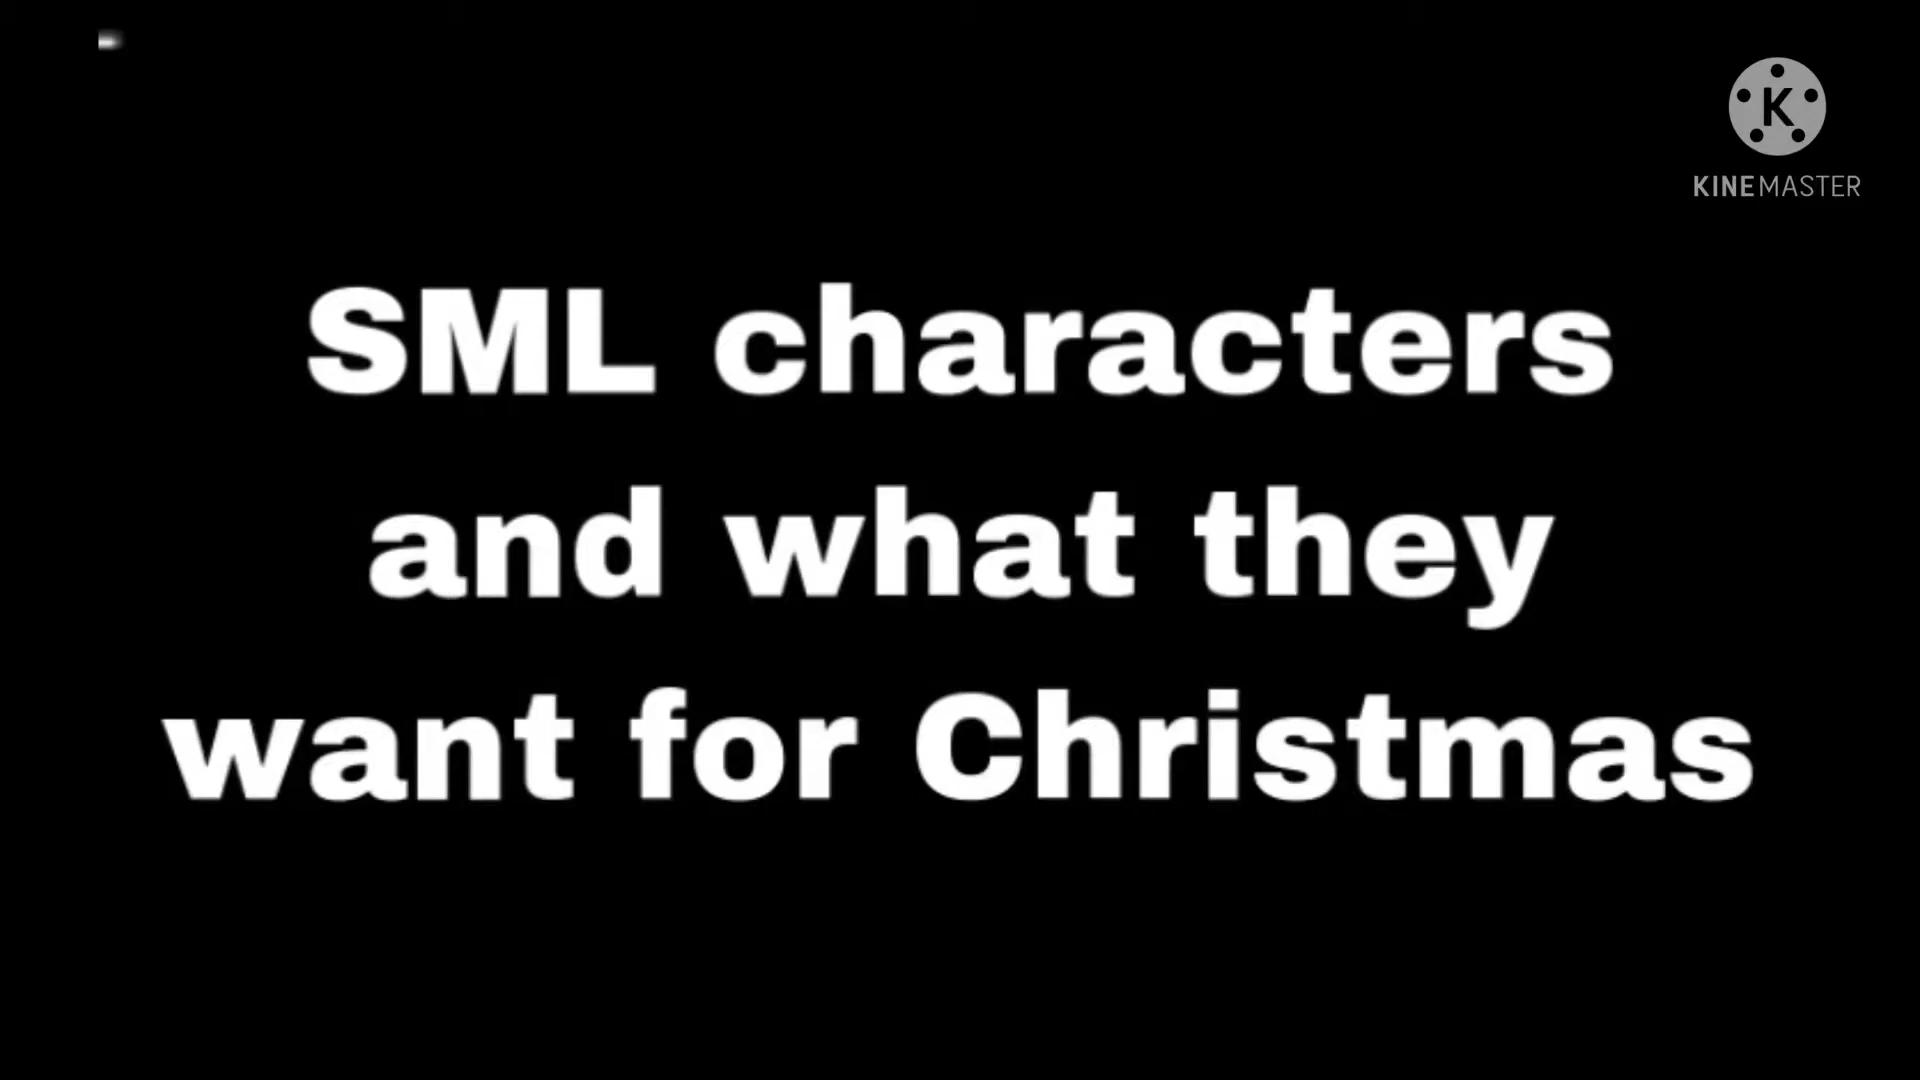 K
KINEMASTER
SML characters
and what they
want for Christmas